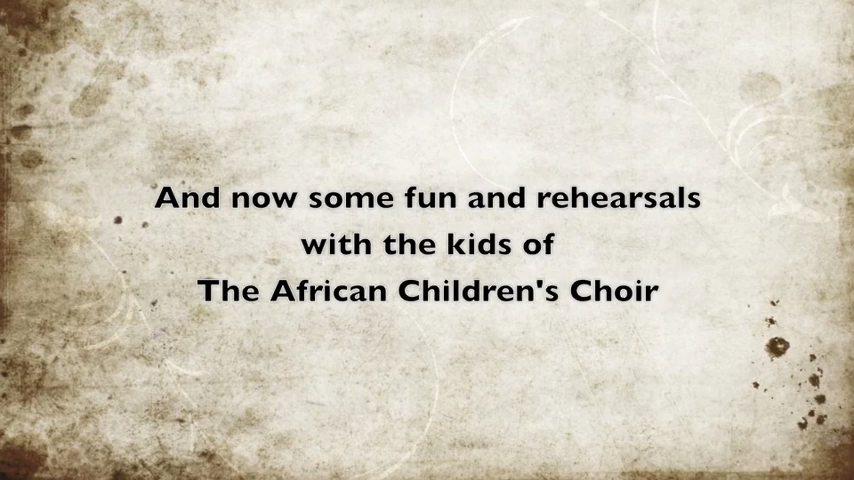 And now some fun and rehearsals
with the kids of
The African Children's Choir